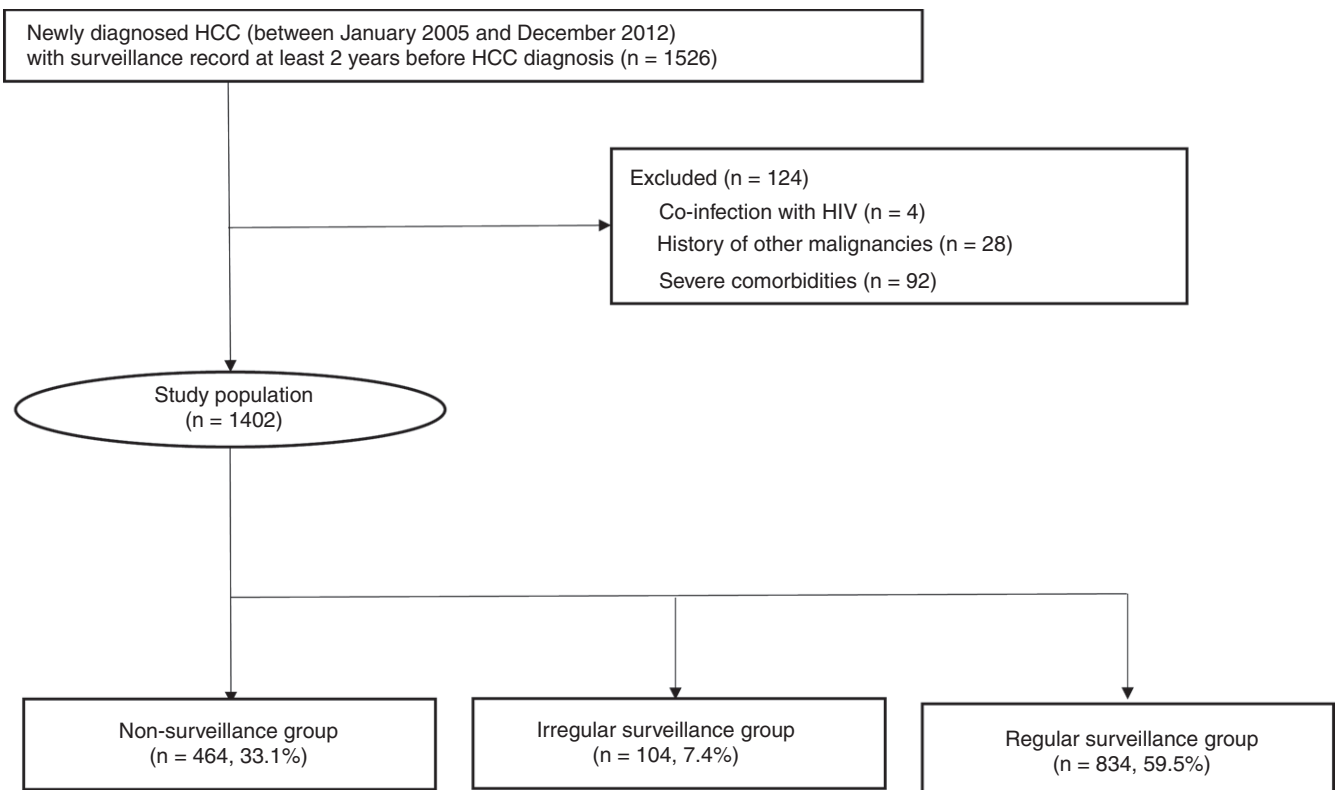 Newly diagnosed HCC (between January 2005 and December 2012)
with surveillance record at least 2 years before HCC diagnosis (n = 1526)
Excluded (n = 124)
Co-infection with HIV (n = 4)
History of other malignancies (n = 28)
Severe comorbidities (n = 92)
Study population
(n = 1402)
Non-surveillance group
(n = 464, 33.1%)
Irregular surveillance group
(n = 104, 7.4%)
Regular surveillance group
(n = 834, 59.5%)